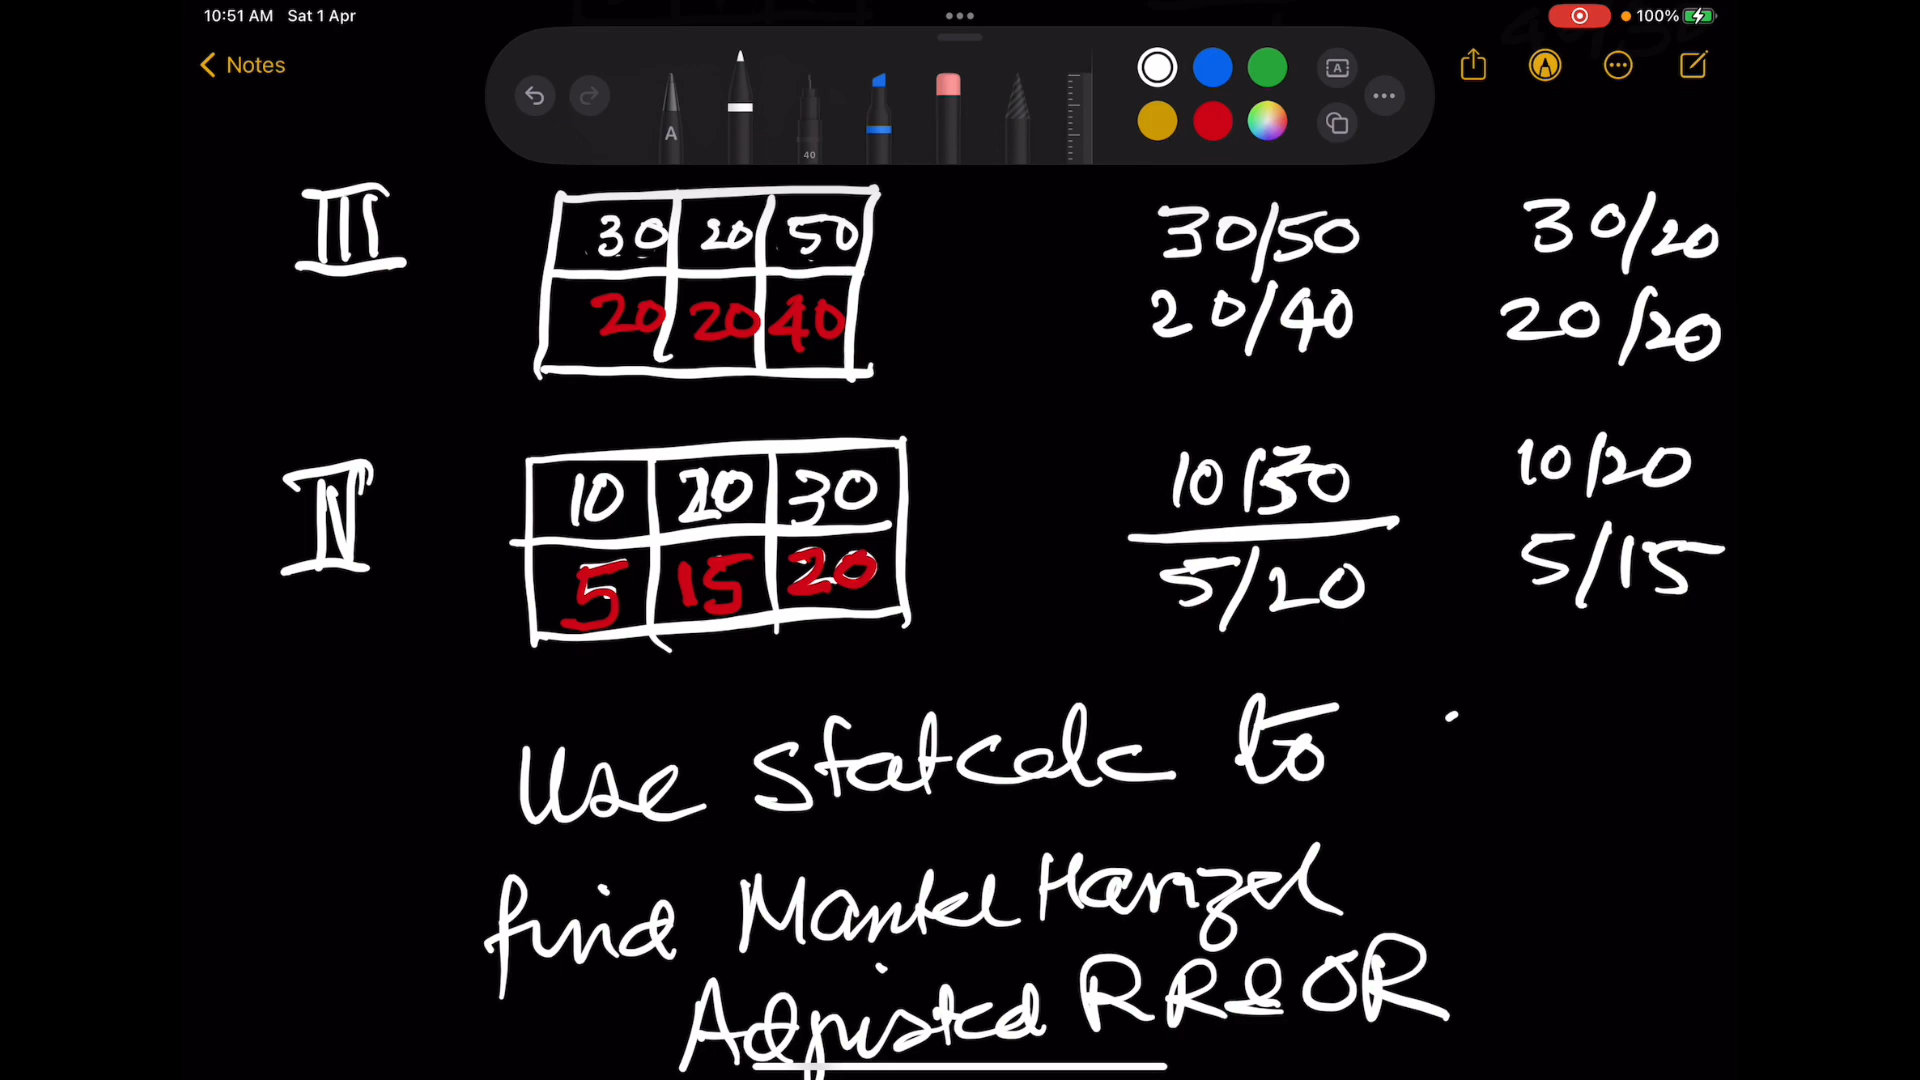 10:51 AM Sat 1 Apr
100%
Notes
A
40
A
III
30 20 50
20 20 40
30/50
20/40
30/20
20/20
IV
10 20 30
5 15 20
10/30
5/20
10/20
5/15
Use statcalc to
find Mantel Hanzel
Adjusted RR & OR